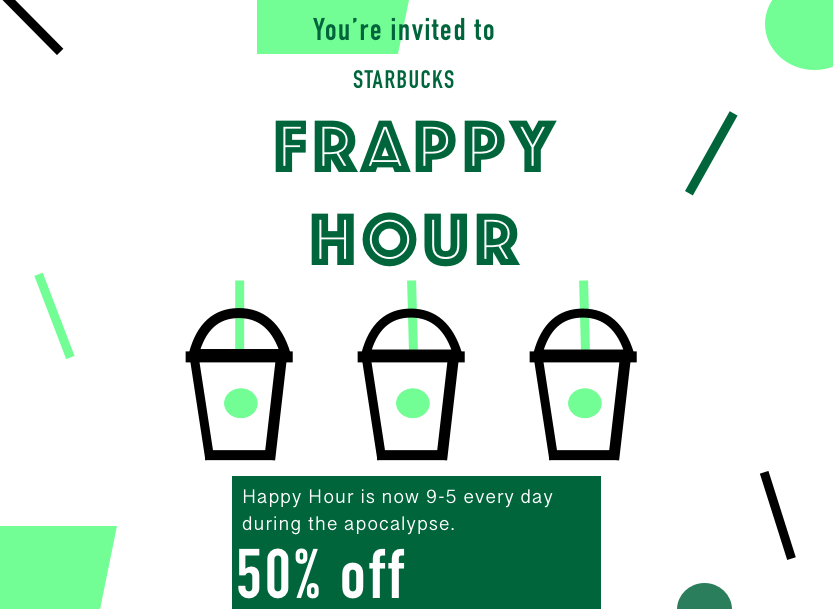 You're invited to
STARBUCKS
FRAPPY
HOUR
Happy Hour is now 9-5 every day
during the apocalypse.
50% off